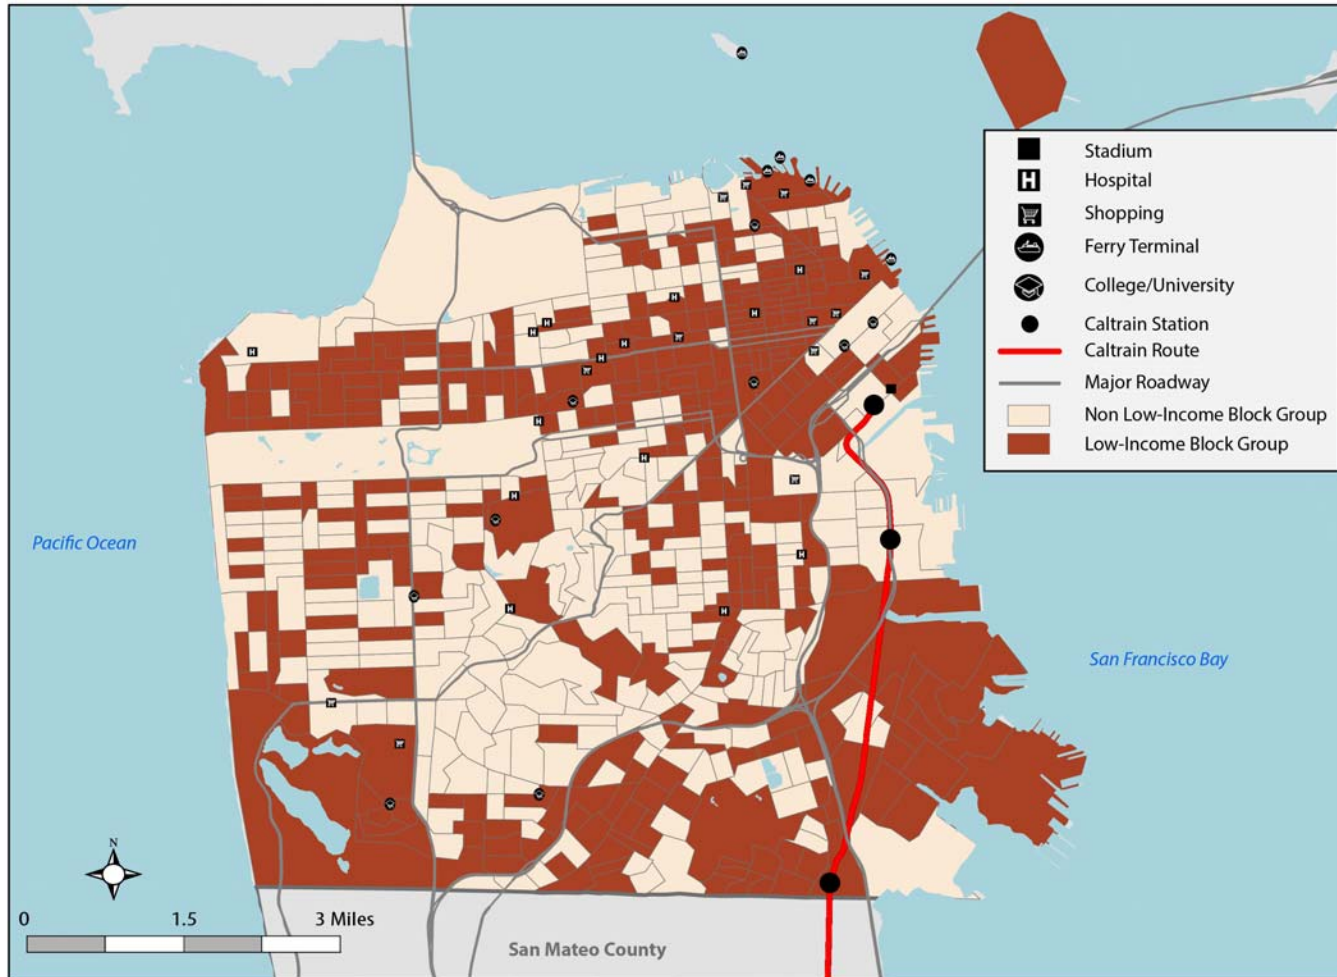 Stadium
H Hospital
Shopping
Ferry Terminal
College/University
Caltrain Station
Caltrain Route
Major Roadway
Non Low-Income Block Group
Low-Income Block Group
Pacific Ocean
San Francisco Bay
N
0 1.5 3 Miles
San Mateo County
H
H
H
H
H
H
H
H
H
H
H
H
H
H